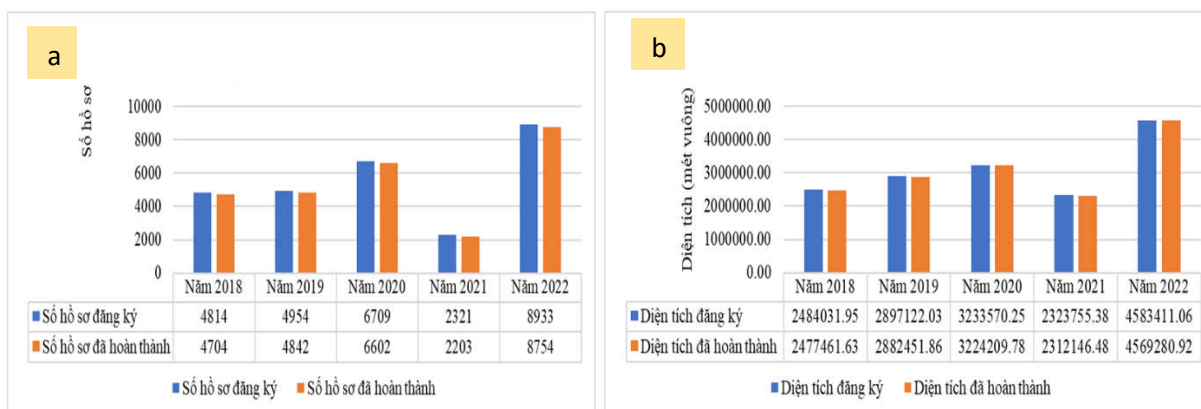 a
Số hồ sơ
10000
8000
6000
4000
2000
0
Năm 2018 Năm 2019 Năm 2020 Năm 2021 Năm 2022
Số hồ sơ đăng ký 4814 4954 6709 2321 8933
Số hồ sơ đã hoàn thành 4704 4842 6602 2203 8754
Số hồ sơ đăng ký Số hồ sơ đã hoàn thành
b
Diện tích (mét vuông)
5000000.00
4000000.00
3000000.00
2000000.00
1000000.00
0.00
Năm 2018 Năm 2019 Năm 2020 Năm 2021 Năm 2022
Diện tích đăng ký 2484031.95 2897122.03 3233570.25 2323755.38 4583411.06
Diện tích đã hoàn thành 2477461.63 2882451.86 3224209.78 2312146.48 4569280.92
Diện tích đăng ký Diện tích đã hoàn thành